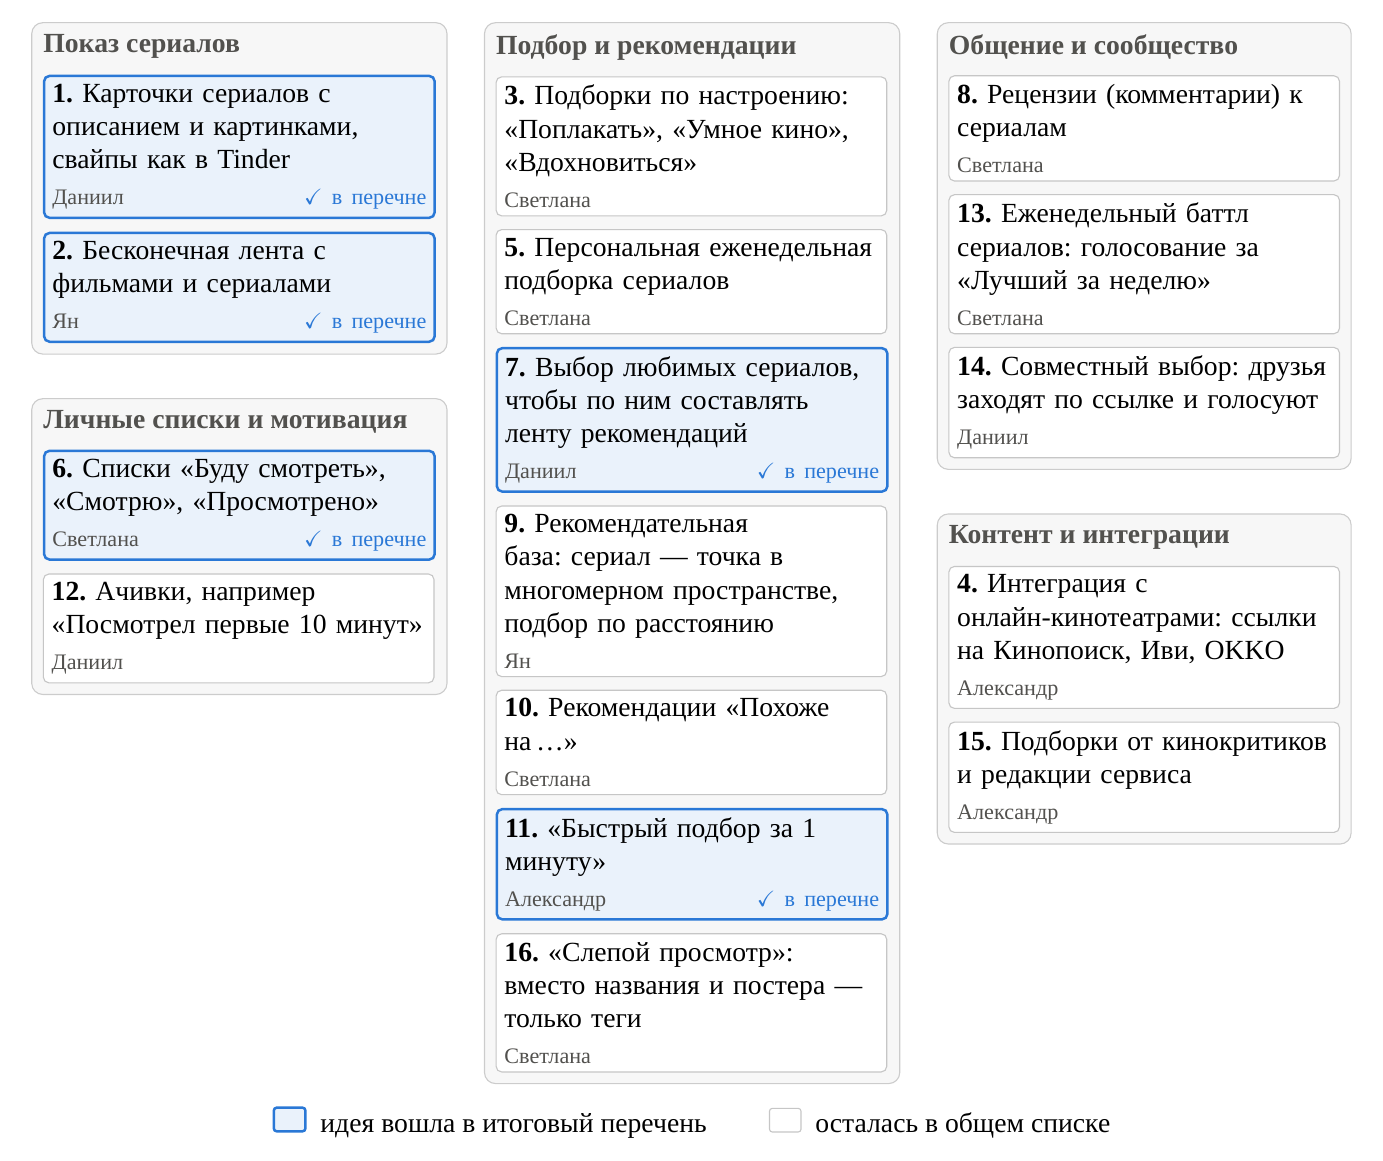 Показ сериалов
1. Карточки сериалов с
описанием и картинками,
свайпы как в Tinder
Даниил ✓ в перечне
2. Бесконечная лента с
фильмами и сериалами
Ян ✓ в перечне
Личные списки и мотивация
6. Списки «Буду смотреть»,
«Смотрю», «Просмотрено»
Светлана ✓ в перечне
12. Ачивки, например
«Посмотрел первые 10 минут»
Даниил
Подбор и рекомендации
3. Подборки по настроению:
«Поплакать», «Умное кино»,
«Вдохновиться»
Светлана
5. Персональная еженедельная
подборка сериалов
Светлана
7. Выбор любимых сериалов,
чтобы по ним составлять
ленту рекомендаций
Даниил ✓ в перечне
9. Рекомендательная
база: сериал — точка в
многомерном пространстве,
подбор по расстоянию
Ян
10. Рекомендации «Похоже
на …»
Светлана
11. «Быстрый подбор за 1
минуту»
Александр ✓ в перечне
16. «Слепой просмотр»:
вместо названия и постера —
только теги
Светлана
Общение и сообщество
8. Рецензии (комментарии) к
сериалам
Светлана
13. Еженедельный баттл
сериалов: голосование за
«Лучший за неделю»
Светлана
14. Совместный выбор: друзья
заходят по ссылке и голосуют
Даниил
Контент и интеграции
4. Интеграция с
онлайн-кинотеатрами: ссылки
на Кинопоиск, Иви, ОККО
Александр
15. Подборки от кинокритиков
и редакции сервиса
Александр
идея вошла в итоговый перечень
осталась в общем списке